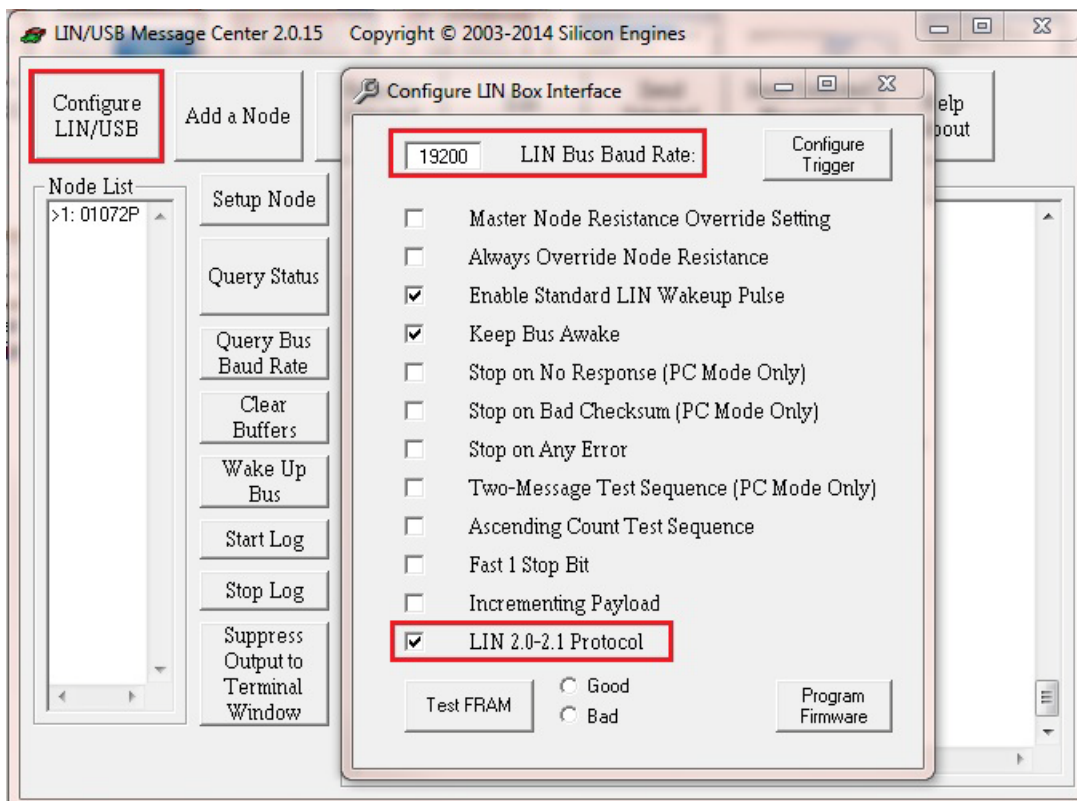 LIN/USB Message Center 2.0.15 Copyright © 2003-2014 Silicon Engines
Configure
LIN/USB
Add a Node
elp
bout
Node List
>1: 01072P
Setup Node
Query Status
Query Bus
Baud Rate
Clear
Buffers
Wake Up
Bus
Start Log
Stop Log
Suppress
Output to
Terminal
Window
Configure LIN Box Interface
19200 LIN Bus Baud Rate:
Configure
Trigger
Master Node Resistance Override Setting
Always Override Node Resistance
Enable Standard LIN Wakeup Pulse
Keep Bus Awake
Stop on No Response (PC Mode Only)
Stop on Bad Checksum (PC Mode Only)
Stop on Any Error
Two-Message Test Sequence (PC Mode Only)
Ascending Count Test Sequence
Fast 1 Stop Bit
Incrementing Payload
LIN 2.0-2.1 Protocol
Test FRAM
Good
Bad
Program
Firmware